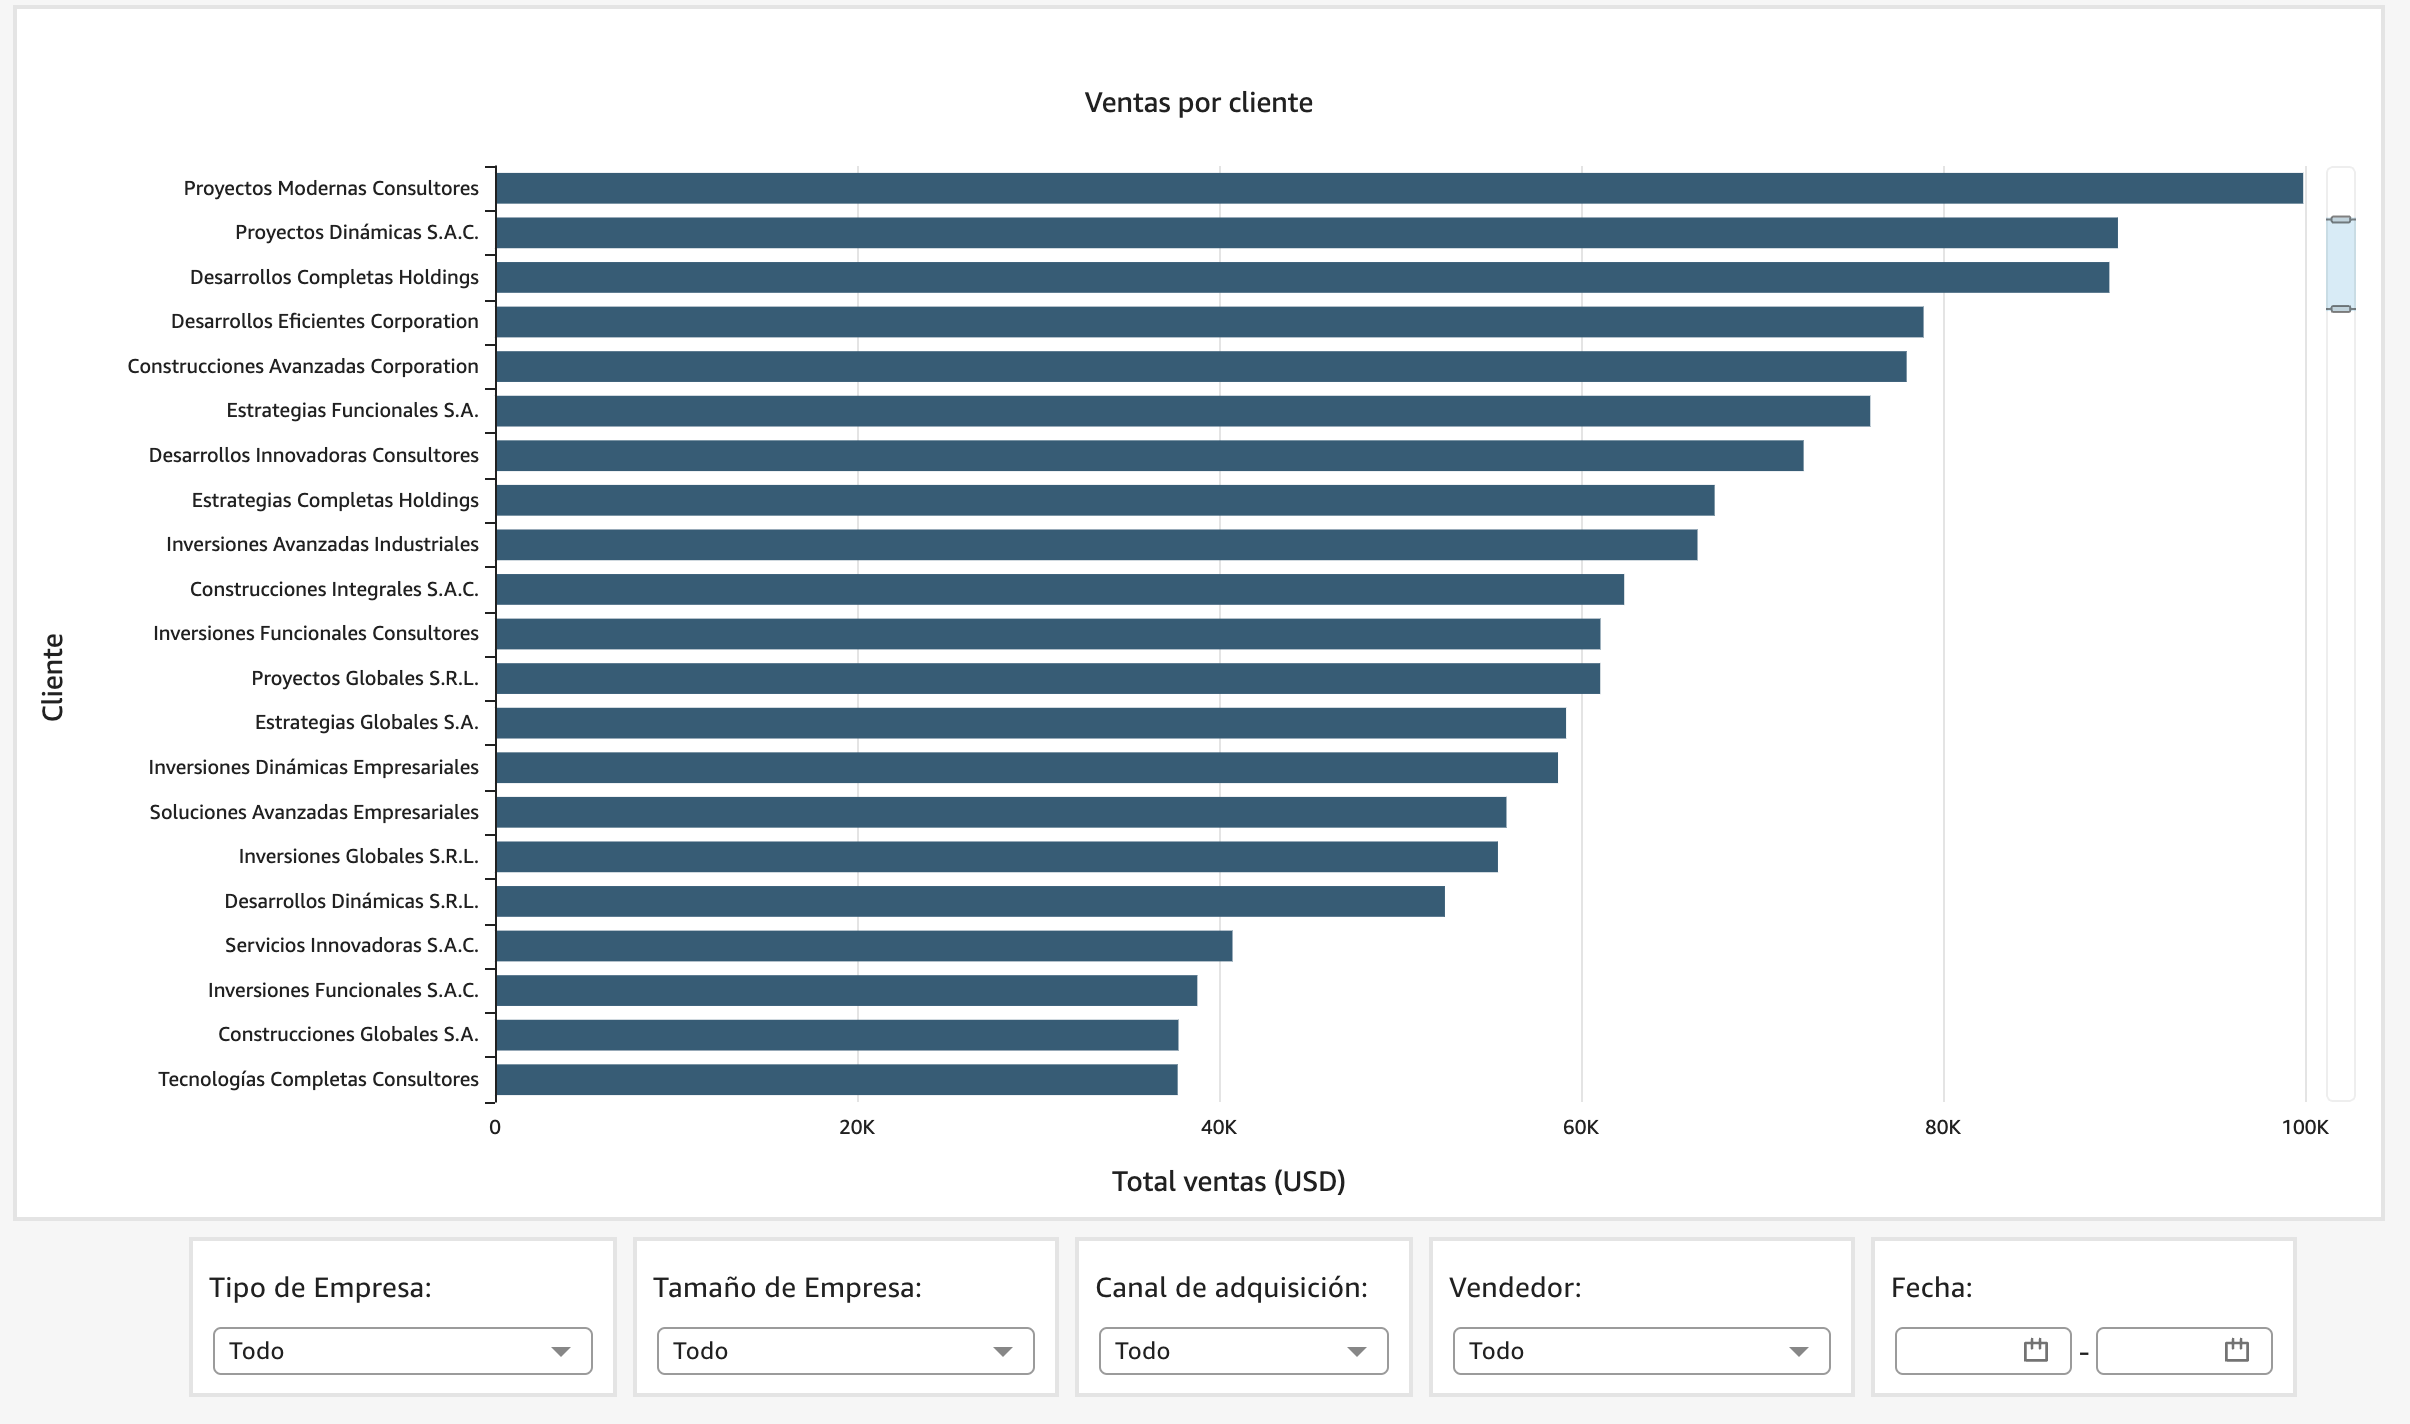 Ventas por cliente
Proyectos Modernas Consultores
Proyectos Dinámicas S.A.C.
Desarrollos Completas Holdings
Desarrollos Eficientes Corporation
Construcciones Avanzadas Corporation
Estrategias Funcionales S.A.
Desarrollos Innovadoras Consultores
Estrategias Completas Holdings
Inversiones Avanzadas Industriales
Construcciones Integrales S.A.C.
Inversiones Funcionales Consultores
Proyectos Globales S.R.L.
Estrategias Globales S.A.
Inversiones Dinámicas Empresariales
Soluciones Avanzadas Empresariales
Inversiones Globales S.R.L.
Desarrollos Dinámicas S.R.L.
Servicios Innovadoras S.A.C.
Inversiones Funcionales S.A.C.
Construcciones Globales S.A.
Tecnologías Completas Consultores
Cliente
0 20K 40K 60K 80K 100K
Total ventas (USD)
Tipo de Empresa: Tamaño de Empresa: Canal de adquisición: Vendedor: Fecha:
Todo Todo Todo Todo -